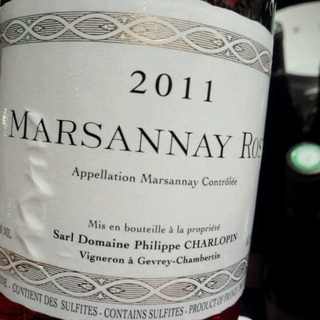 2011
MARSANNAY
Appellation Marsannay Contrôlée
Mis en bouteille à la propriété
Sarl Domaine Philippe CHARLOPIN
Vigneron à Gevrey-Chambertin
CONTIENT DES SULFITES - CONTAINS SULFITES - PRODUCT OF FRANCE
ML